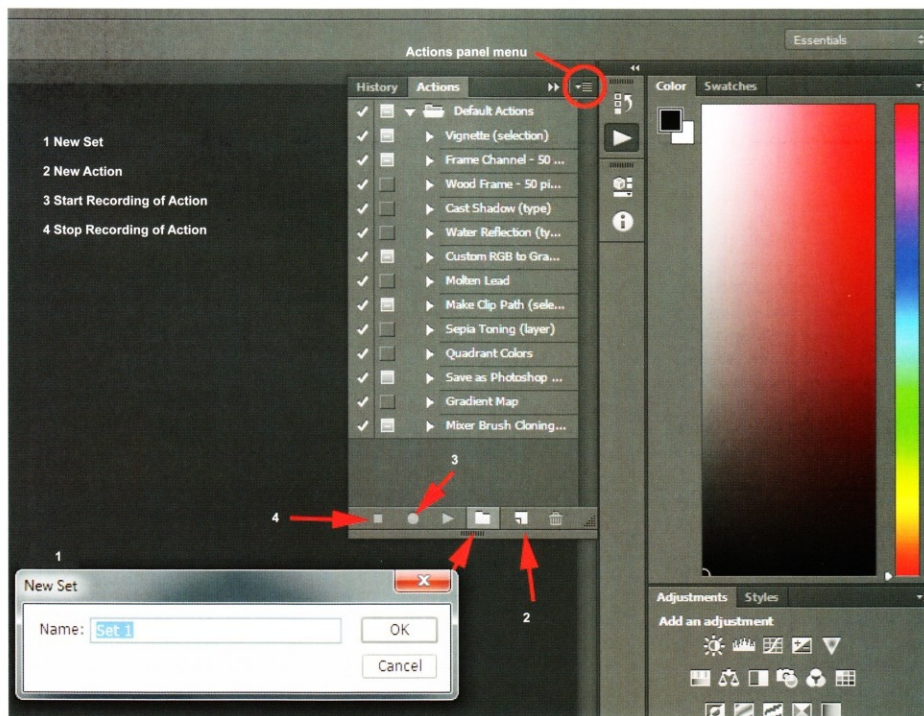 Essentials
Actions panel menu
History Actions
Color Swatches
Default Actions
Vignette (selection)
Frame Channel - 50 ...
Wood Frame - 50 pi...
Cast Shadow (type)
Water Reflection (ty...
Custom RGB to Gra...
Molten Lead
Make Clip Path (sele...
Sepia Toning (layer)
Quadrant Colors
Save as Photoshop ...
Gradient Map
Mixer Brush Cloning...
1 New Set
2 New Action
3 Start Recording of Action
4 Stop Recording of Action
3
4
1
2
New Set
Name: Set 1
OK
Cancel
Adjustments Styles
Add an adjustment